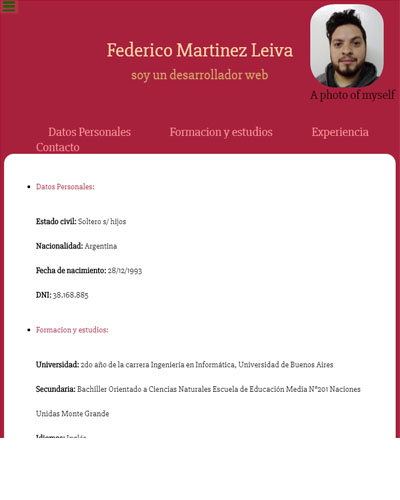 Federico Martinez Leiva
soy un desarrollador web
A photo of myself
Datos Personales Formacion y estudios Experiencia
Contacto
Datos Personales:
Estado civil: Soltero s/ hijos
Nacionalidad: Argentina
Fecha de nacimiento: 28/12/1993
DNI: 38.168.885
Formacion y estudios:
Universidad: 2do año de la carrera Ingeniería en Informática, Universidad de Buenos Aires
Secundaria: Bachiller Orientado a Ciencias Naturales Escuela de Educación Media N°201 Naciones
Unidas Monte Grande
Idiomas: Inglés